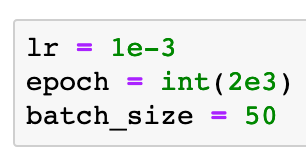 lr = 1e-3
epoch = int(2e3)
batch_size = 50